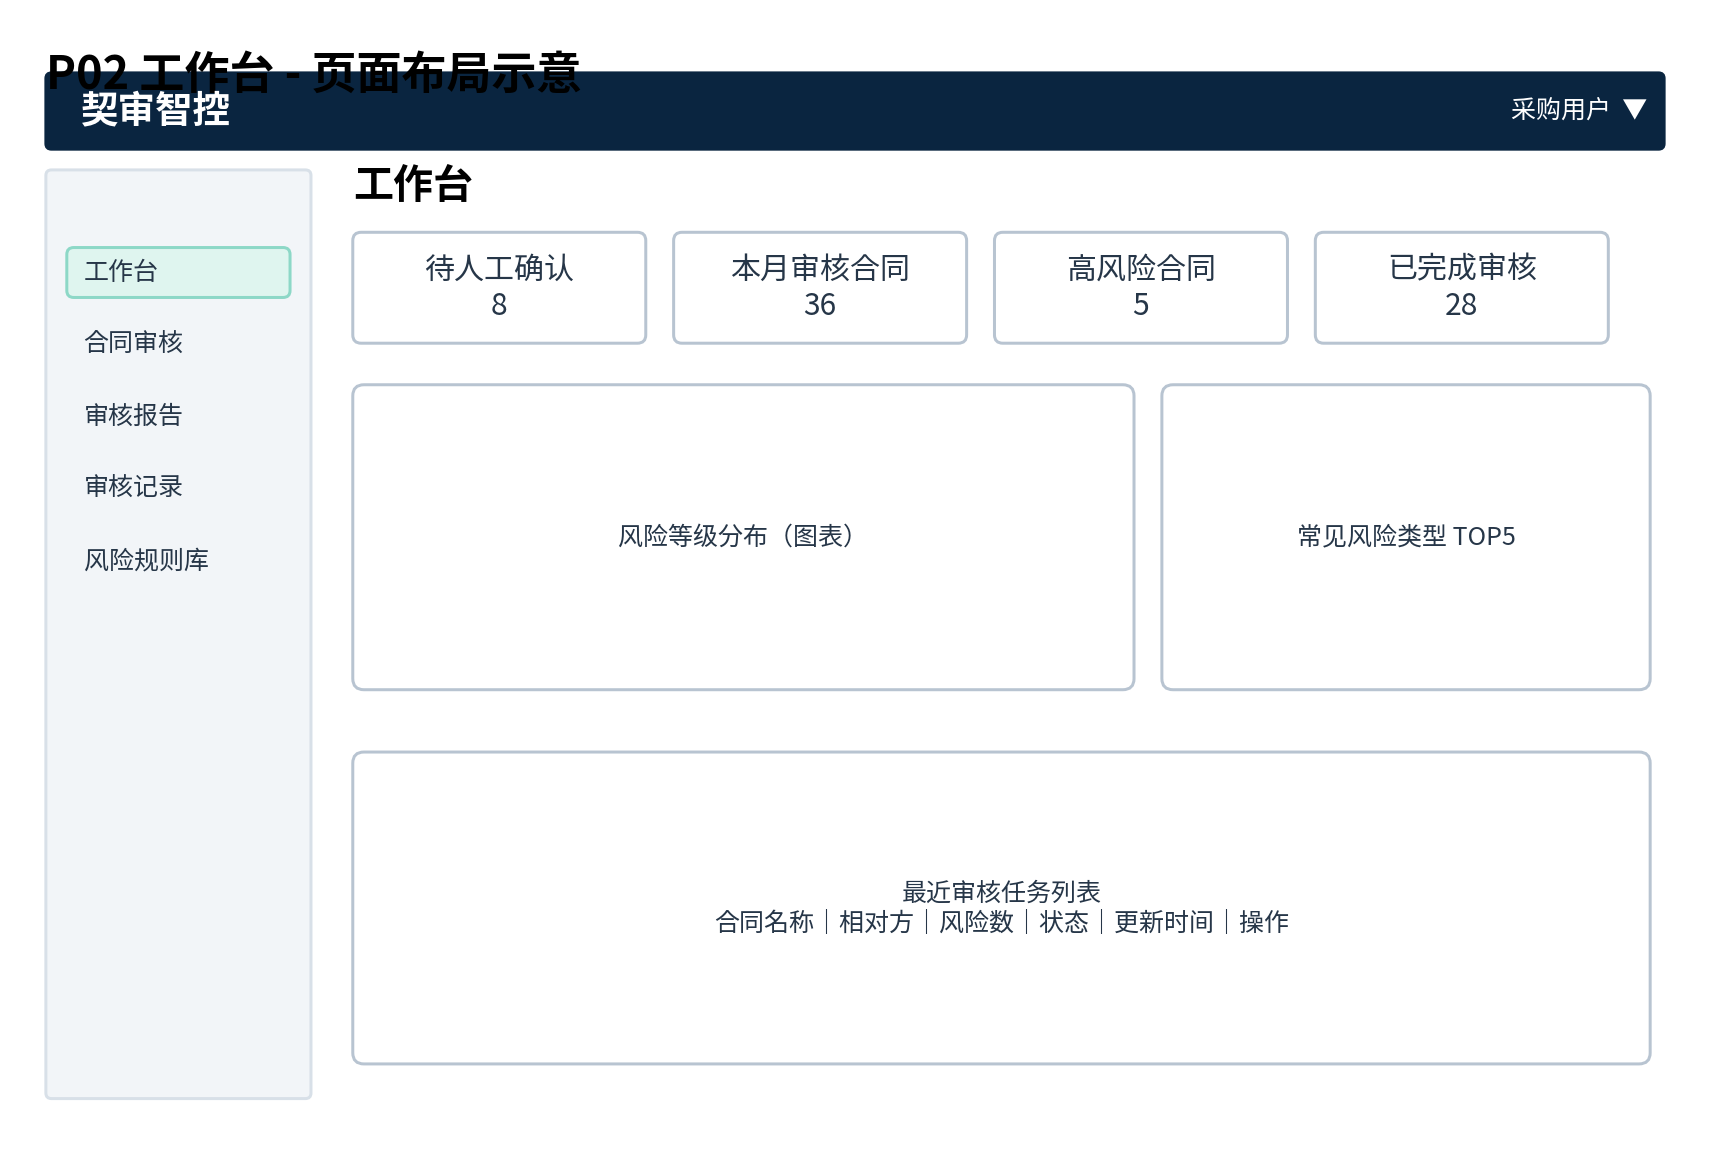 P02 工作台 - 页面布局示意
契审智控
采购用户 ▼
工作台
合同审核
审核报告
审核记录
风险规则库
工作台
待人工确认
8
本月审核合同
36
高风险合同
5
已完成审核
28
风险等级分布（图表）
常见风险类型 TOP5
最近审核任务列表
合同名称｜相对方｜风险数｜状态｜更新时间｜操作